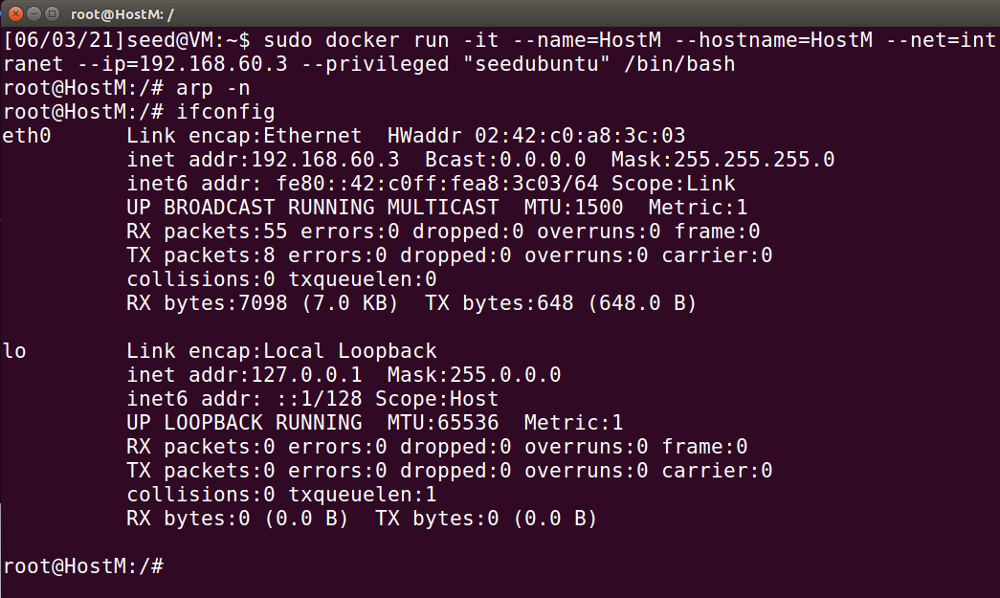 root@HostM: /
[06/03/21]seed@VM:~$ sudo docker run -it --name=HostM --hostname=HostM --net=int
ranet --ip=192.168.60.3 --privileged "seedubuntu" /bin/bash
root@HostM:/# arp -n
root@HostM:/# ifconfig
eth0      Link encap:Ethernet  HWaddr 02:42:c0:a8:3c:03
          inet addr:192.168.60.3  Bcast:0.0.0.0  Mask:255.255.255.0
          inet6 addr: fe80::42:c0ff:fea8:3c03/64 Scope:Link
          UP BROADCAST RUNNING MULTICAST  MTU:1500  Metric:1
          RX packets:55 errors:0 dropped:0 overruns:0 frame:0
          TX packets:8 errors:0 dropped:0 overruns:0 carrier:0
          collisions:0 txqueuelen:0
          RX bytes:7098 (7.0 KB)  TX bytes:648 (648.0 B)

lo        Link encap:Local Loopback
          inet addr:127.0.0.1  Mask:255.0.0.0
          inet6 addr: ::1/128 Scope:Host
          UP LOOPBACK RUNNING  MTU:65536  Metric:1
          RX packets:0 errors:0 dropped:0 overruns:0 frame:0
          TX packets:0 errors:0 dropped:0 overruns:0 carrier:0
          collisions:0 txqueuelen:1
          RX bytes:0 (0.0 B)  TX bytes:0 (0.0 B)

root@HostM:/#